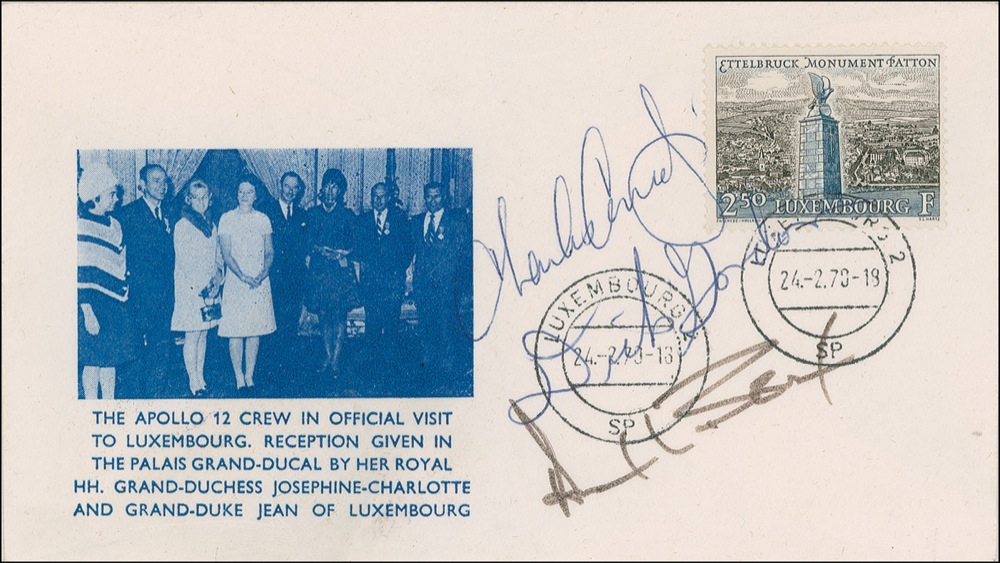 ETTELBRUCK MONUMENT PATTON
2 50 LUXEMBOURG F
LUXEMBOURG 2
24.-2.70-18
SP
24.-2.70-18
SP
THE APOLLO 12 CREW IN OFFICIAL VISIT
TO LUXEMBOURG. RECEPTION GIVEN IN
THE PALAIS GRAND-DUCAL BY HER ROYAL
HH. GRAND-DUCHESS JOSEPHINE-CHARLOTTE
AND GRAND-DUKE JEAN OF LUXEMBOURG